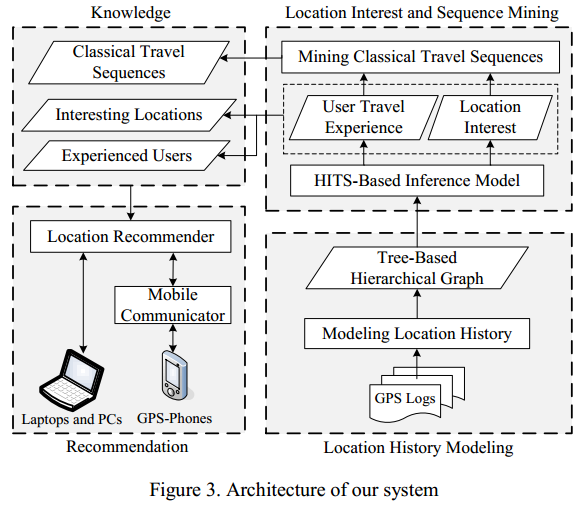 Knowledge
Classical Travel
Sequences
Interesting Locations
Experienced Users
Location Interest and Sequence Mining
Mining Classical Travel Sequences
User Travel
Experience
Location
Interest
HITS-Based Inference Model
Location Recommender
Mobile
Communicator
Laptops and PCs
GPS-Phones
Recommendation
Tree-Based
Hierarchical Graph
Modeling Location History
GPS Logs
Location History Modeling
Figure 3. Architecture of our system